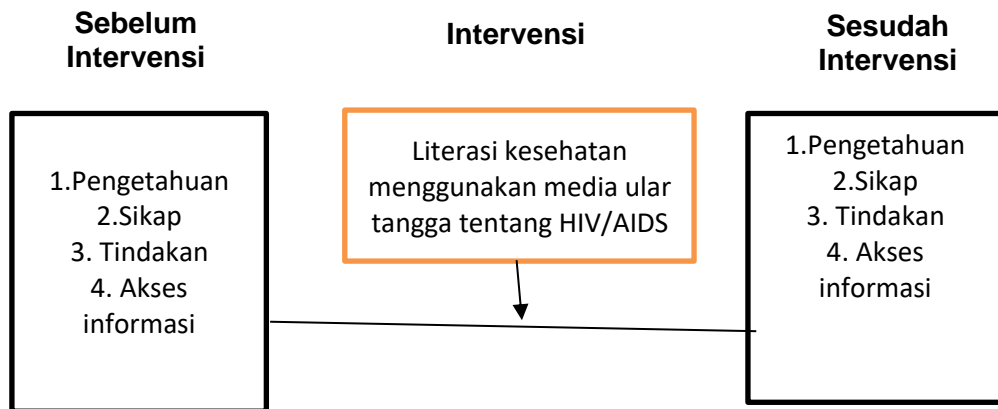 Sebelum
Intervensi
Intervensi
Sesudah
Intervensi
1.Pengetahuan
2.Sikap
3. Tindakan
4. Akses
informasi
Literasi kesehatan
menggunakan media ular
tangga tentang HIV/AIDS
1.Pengetahuan
2.Sikap
3. Tindakan
4. Akses
informasi